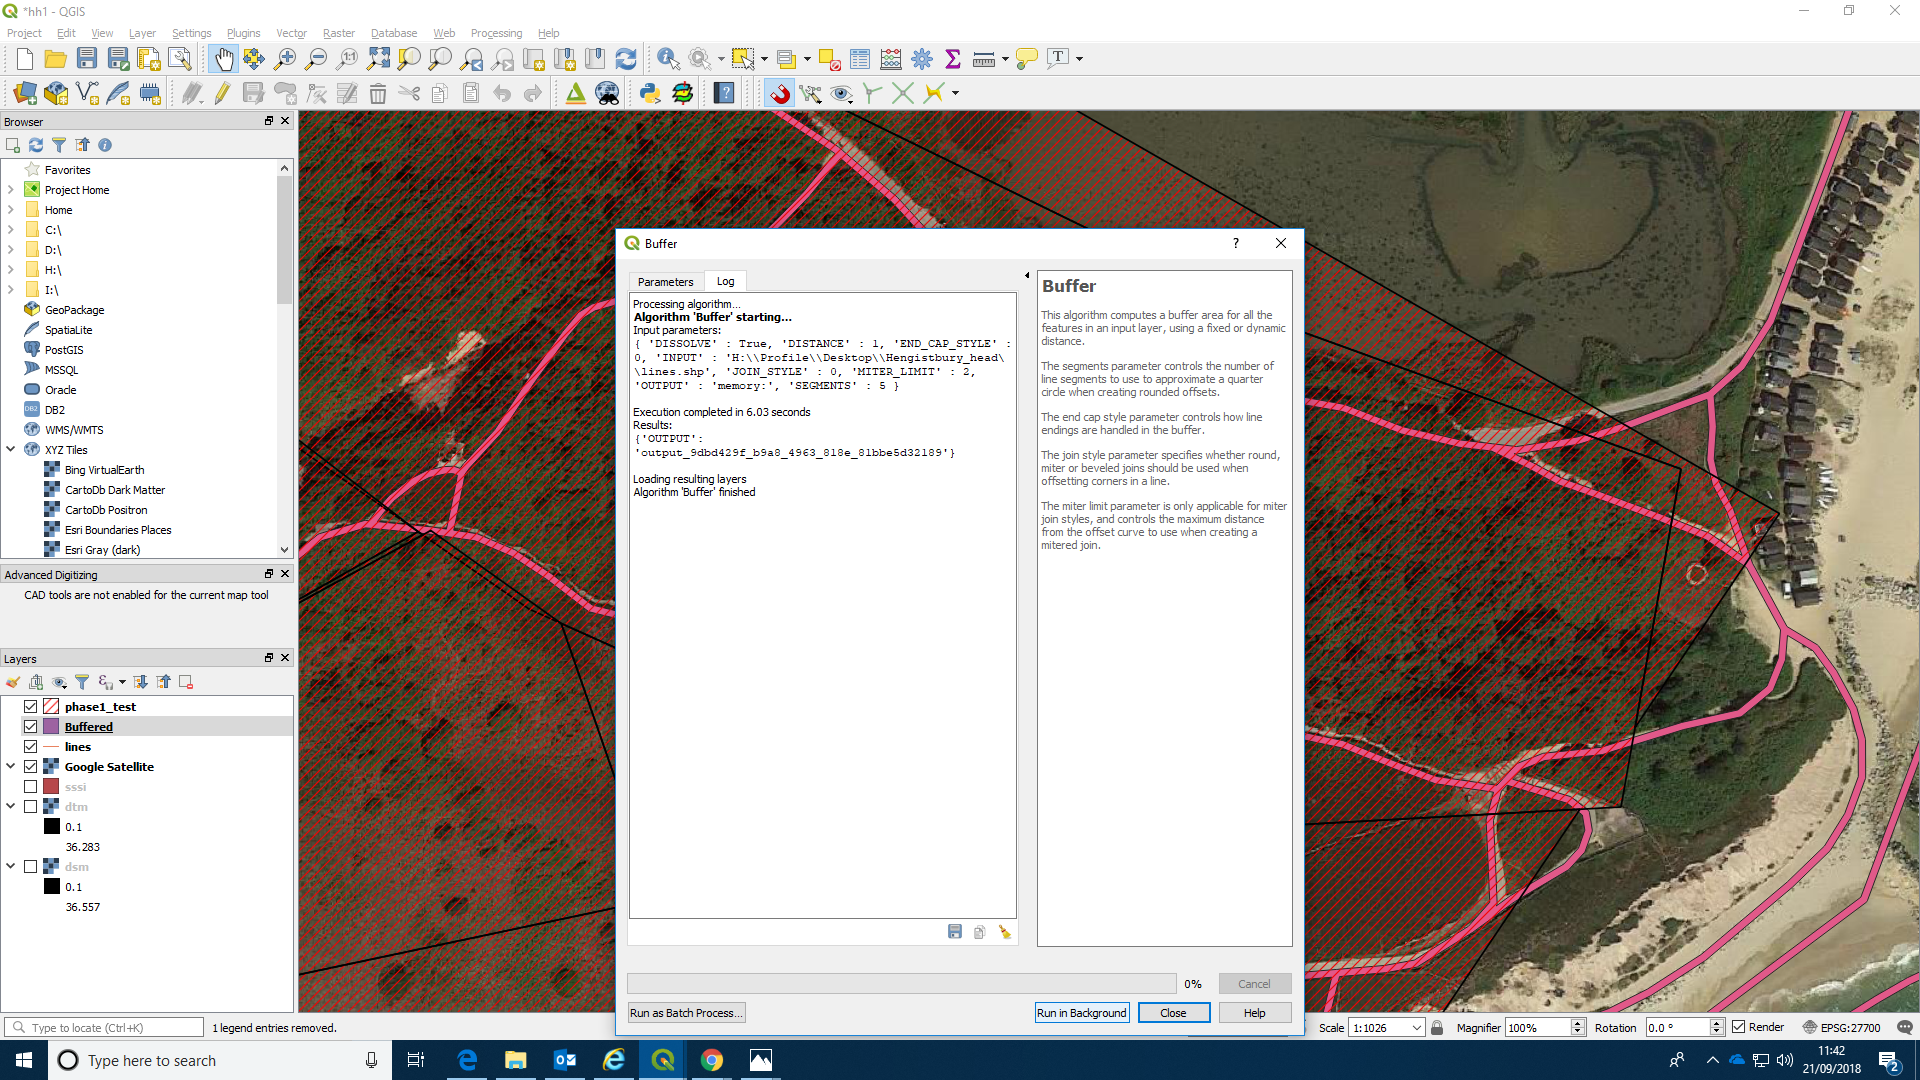 *hh1 - QGIS
Project Edit View Layer Settings Plugins Vector Raster Database Web Processing Help
Browser
Favorites
Project Home
Home
C:\
D:\
H:\
I:\
GeoPackage
SpatiaLite
PostGIS
MSSQL
Oracle
DB2
WMS/WMTS
XYZ Tiles
Bing VirtualEarth
CartoDb Dark Matter
CartoDb Positron
Esri Boundaries Places
Esri Gray (dark)
Advanced Digitizing
CAD tools are not enabled for the current map tool
Layers
phase1_test
Buffered
lines
Google Satellite
sssi
dtm
0.1
36.283
dsm
0.1
36.557
Buffer
Parameters Log
Processing algorithm...
Algorithm 'Buffer' starting...
Input parameters:
{ 'DISSOLVE' : True, 'DISTANCE' : 1, 'END_CAP_STYLE' :
0, 'INPUT' : 'H:\\Profile\\Desktop\\Hengistbury_head\
\lines.shp', 'JOIN_STYLE' : 0, 'MITER_LIMIT' : 2,
'OUTPUT' : 'memory:', 'SEGMENTS' : 5 }
Execution completed in 6.03 seconds
Results:
{'OUTPUT':
'output_9dbd429f_b9a8_4963_818e_81bbe5d32189'}
Loading resulting layers
Algorithm 'Buffer' finished
Buffer
This algorithm computes a buffer area for all the
features in an input layer, using a fixed or dynamic
distance.
The segments parameter controls the number of
line segments to use to approximate a quarter
circle when creating rounded offsets.
The end cap style parameter controls how line
endings are handled in the buffer.
The join style parameter specifies whether round,
miter or beveled joins should be used when
offsetting corners in a line.
The miter limit parameter is only applicable for miter
join styles, and controls the maximum distance
from the offset curve to use when creating a
mitered join.
0% Cancel
Run as Batch Process... Run in Background Close Help
Type to locate (Ctrl+K) 1 legend entries removed. Scale 1:1026 Magnifier 100% Rotation 0.0 ° Render EPSG:27700
Type here to search
11:42
21/09/2018
2